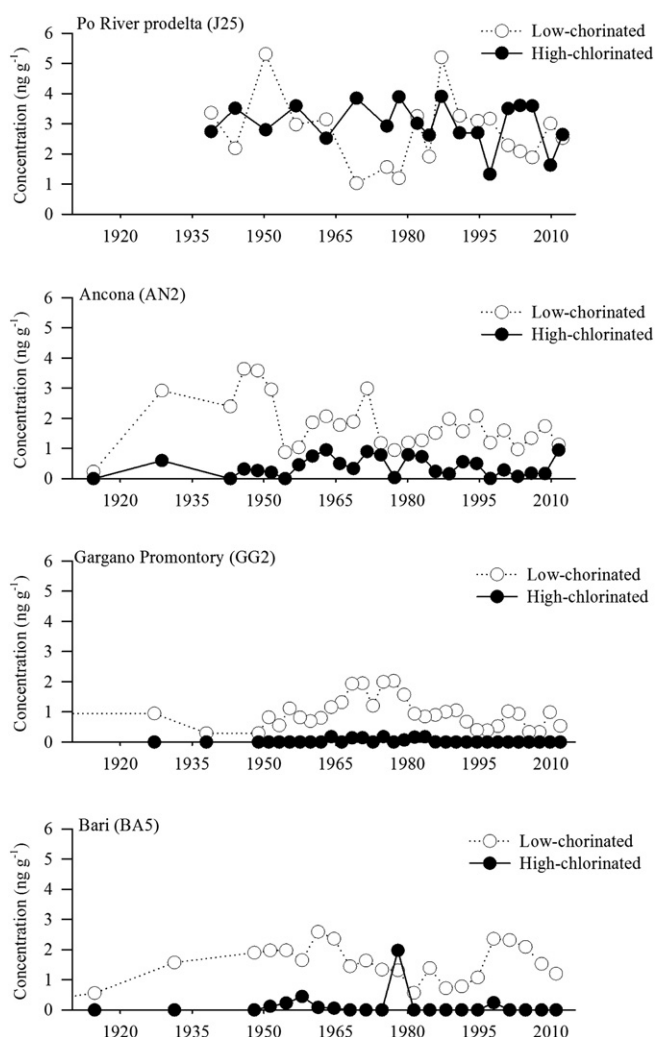 Po River prodelta (J25)
Low-chorinated
High-chlorinated
Concentration (ng g⁻¹)
6
5
4
3
2
1
0
1920 1935 1950 1965 1980 1995 2010
Ancona (AN2)
Low-chorinated
High-chlorinated
Concentration (ng g⁻¹)
6
5
4
3
2
1
0
1920 1935 1950 1965 1980 1995 2010
Gargano Promontory (GG2)
Low-chorinated
High-chlorinated
Concentration (ng g⁻¹)
6
5
4
3
2
1
0
1920 1935 1950 1965 1980 1995 2010
Bari (BA5)
Low-chorinated
High-chlorinated
Concentration (ng g⁻¹)
6
5
4
3
2
1
0
1920 1935 1950 1965 1980 1995 2010